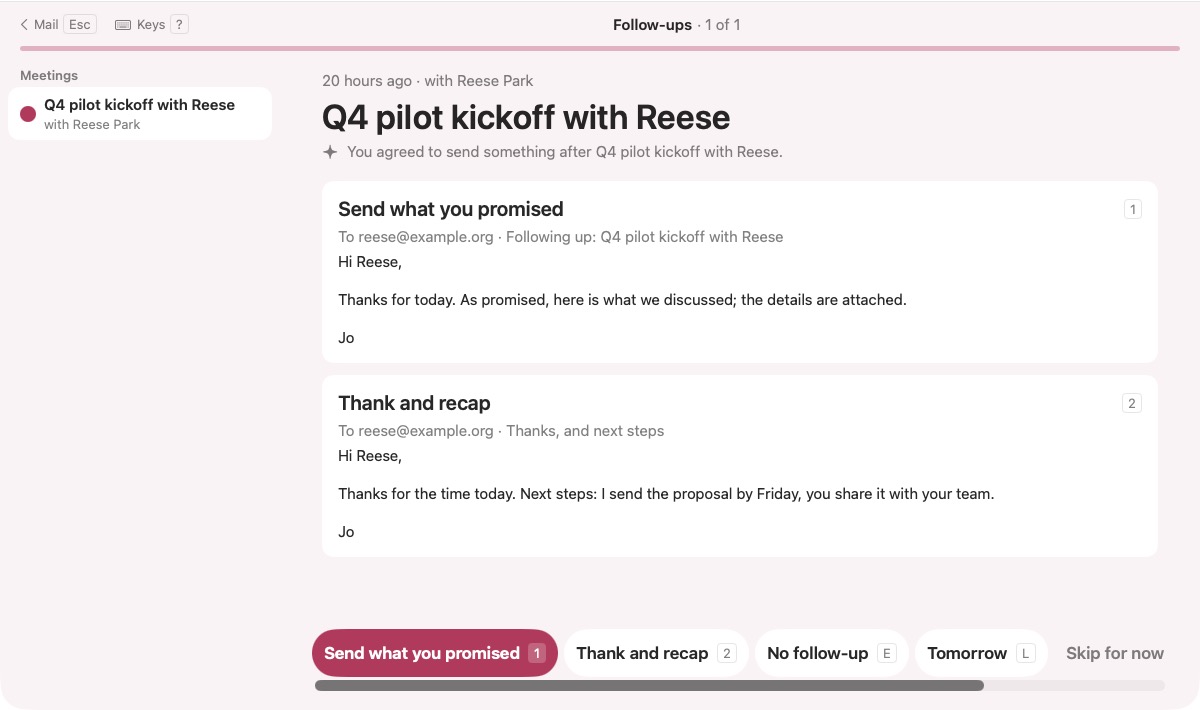 Mail Esc Keys ? Follow-ups · 1 of 1
Meetings
Q4 pilot kickoff with Reese
with Reese Park
20 hours ago · with Reese Park
Q4 pilot kickoff with Reese
You agreed to send something after Q4 pilot kickoff with Reese.
Send what you promised 1
To reese@example.org · Following up: Q4 pilot kickoff with Reese
Hi Reese,
Thanks for today. As promised, here is what we discussed; the details are attached.
Jo
Thank and recap 2
To reese@example.org · Thanks, and next steps
Hi Reese,
Thanks for the time today. Next steps: I send the proposal by Friday, you share it with your team.
Jo
Send what you promised 1 Thank and recap 2 No follow-up E Tomorrow L Skip for now